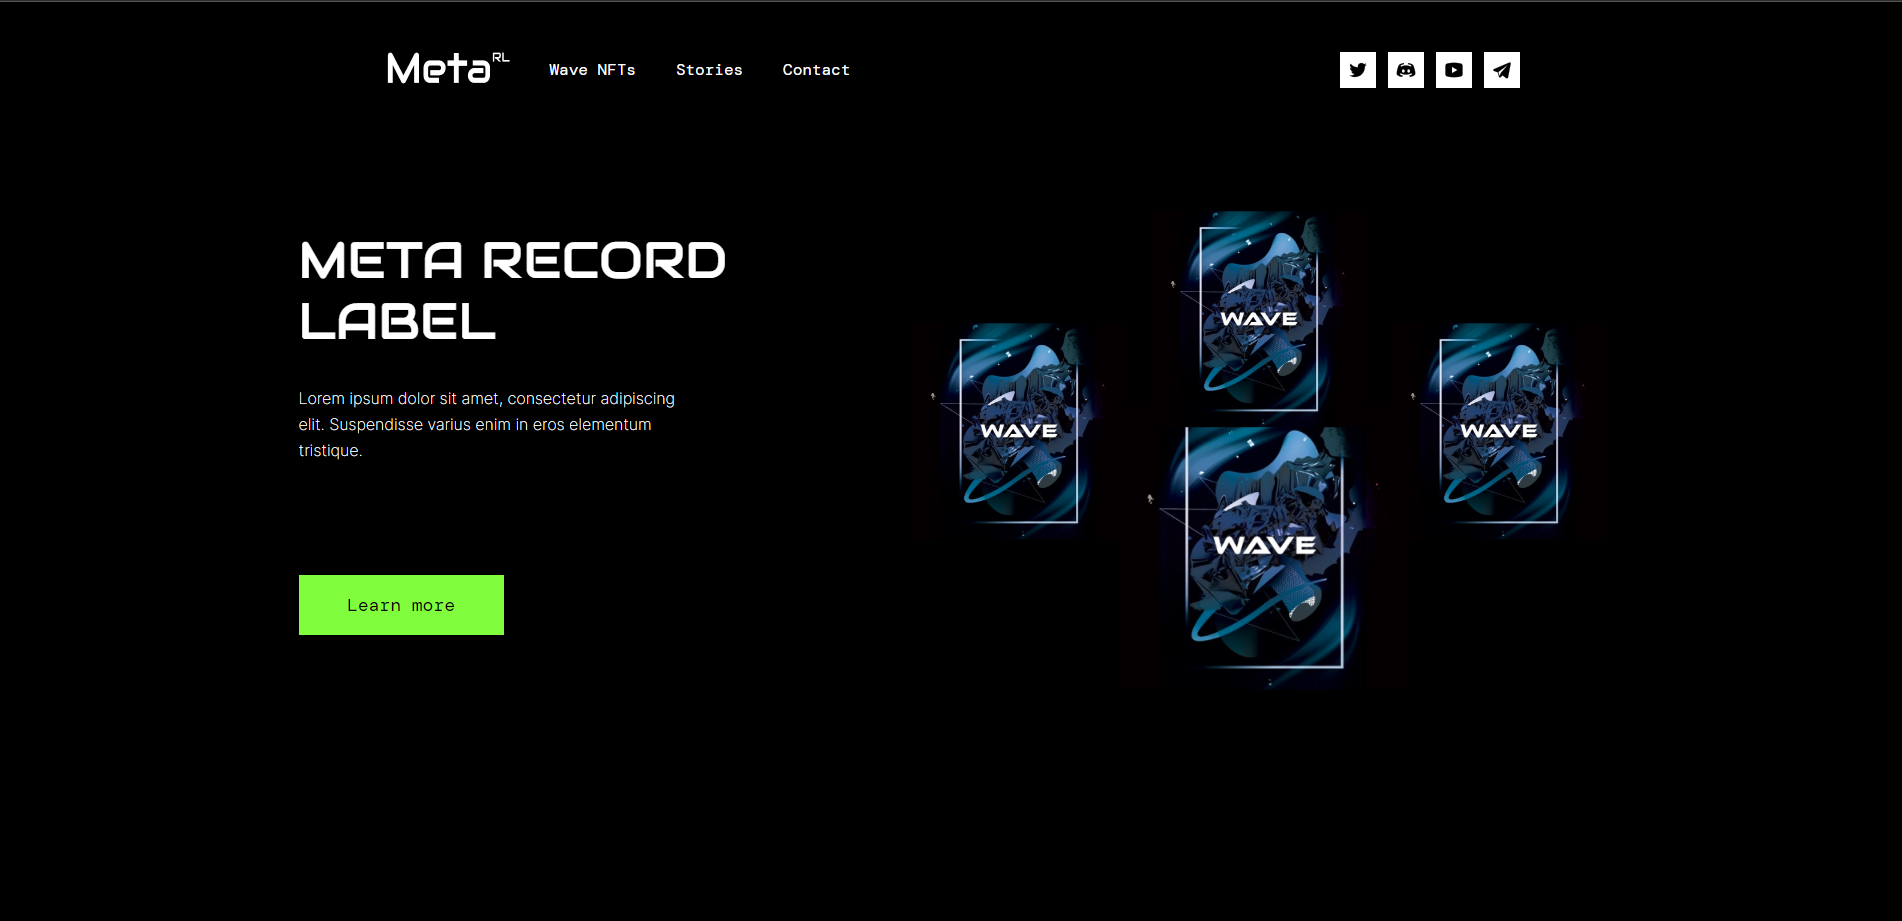 Meta RL
Wave NFTs
Stories
Contact
META RECORD
LABEL
Lorem ipsum dolor sit amet, consectetur adipiscing
elit. Suspendisse varius enim in eros elementum
tristique.
Learn more
WAVE
WAVE
WAVE
WAVE